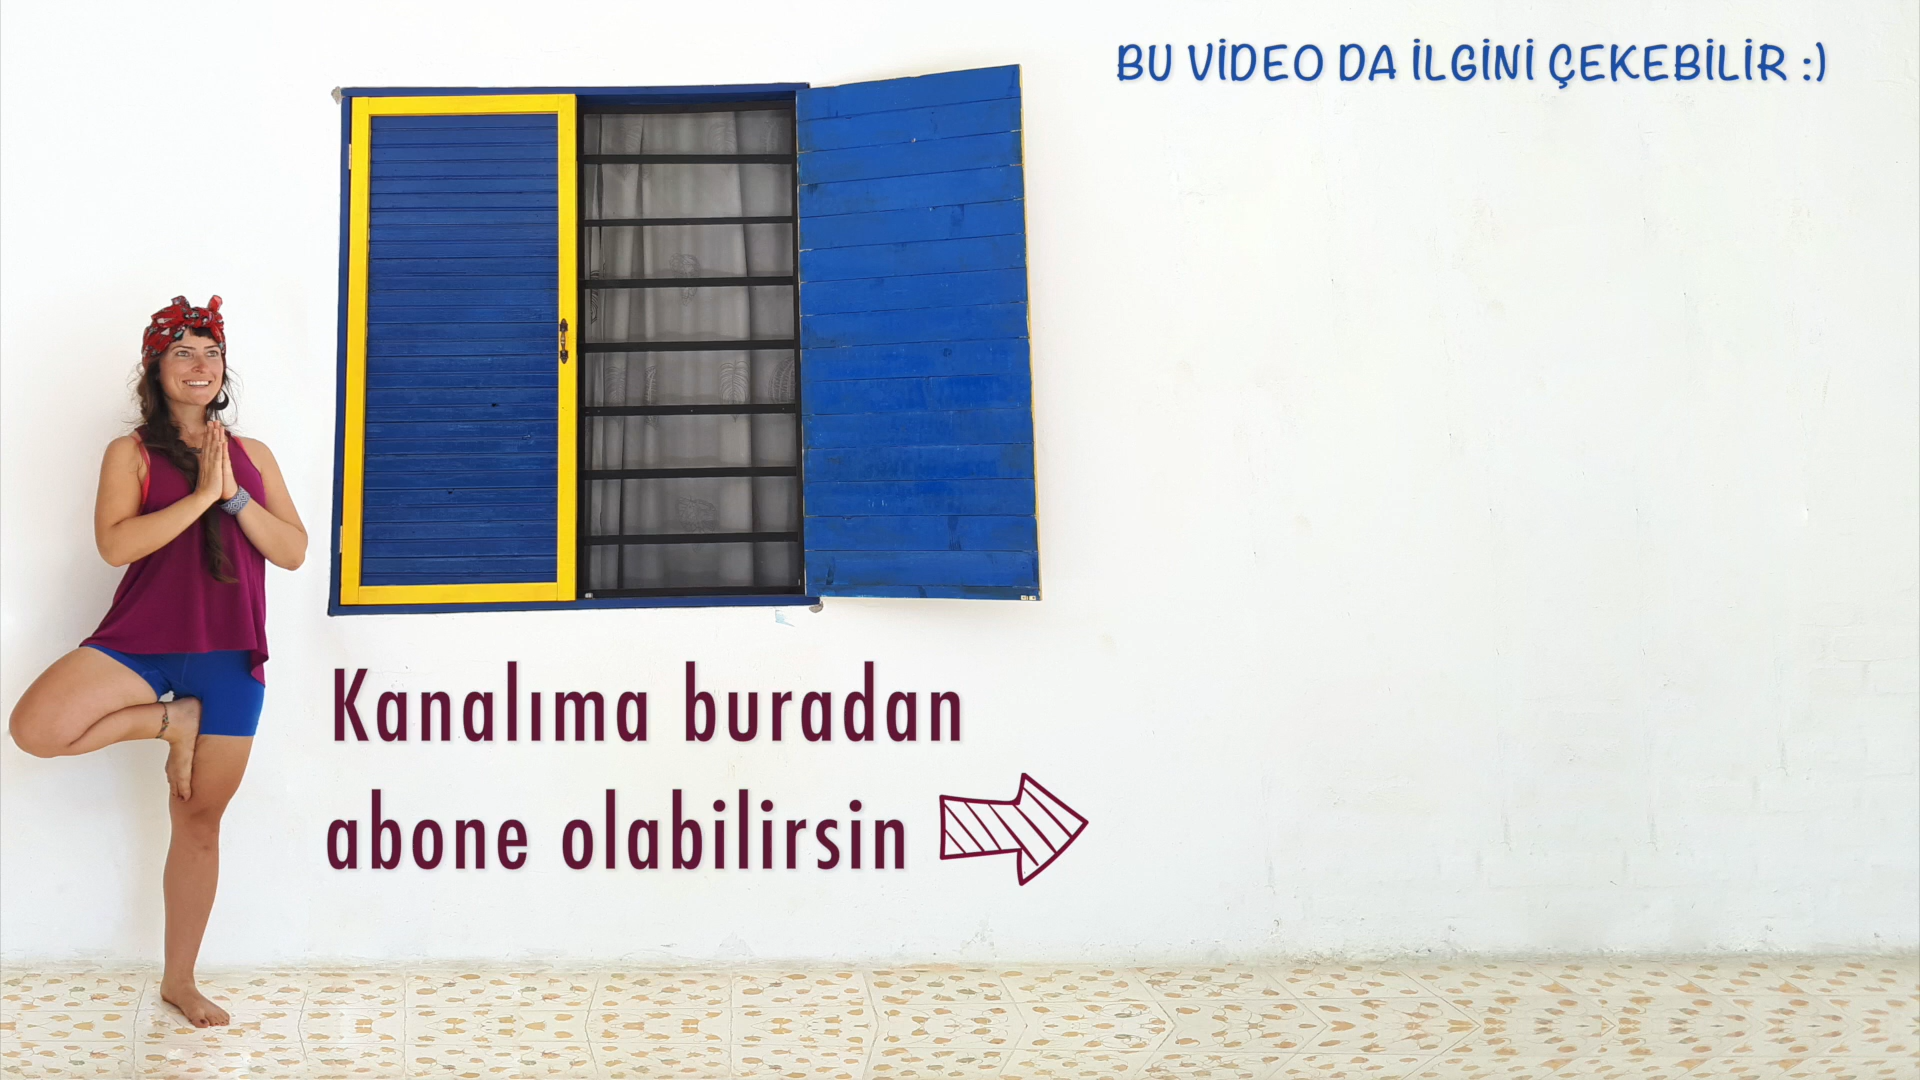 BU VİDEO DA İLGİNİ ÇEKEBİLİR :)
Kanalıma buradan
abone olabilirsin